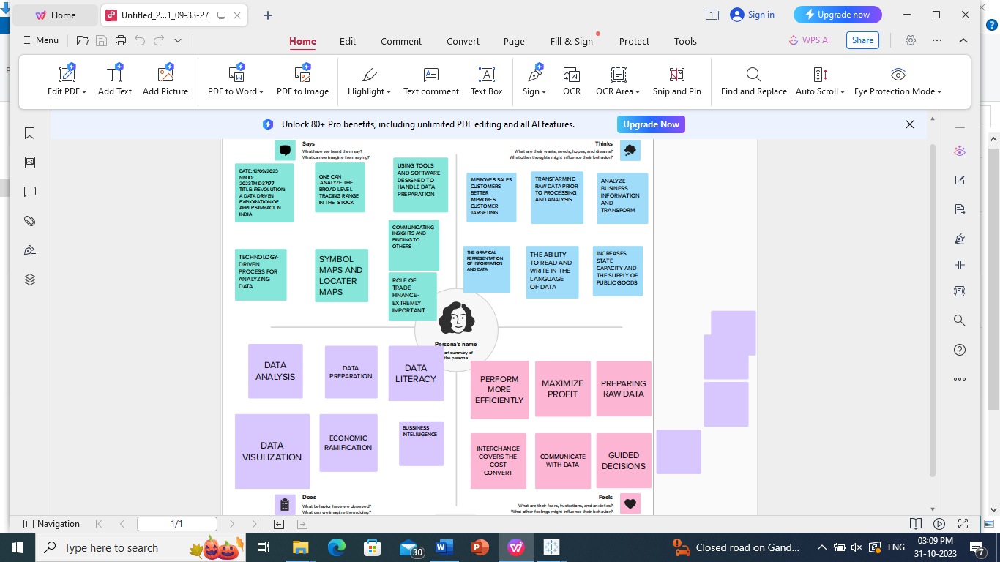 Home
Untitled_2...1_09-33-27
1
Sign in
Upgrade now
Menu
Home
Edit
Comment
Convert
Page
Fill & Sign
Protect
Tools
WPS AI
Share
Edit PDF
Add Text
Add Picture
PDF to Word
PDF to Image
Highlight
Text comment
Text Box
Sign
OCR
OCR Area
Snip and Pin
Find and Replace
Auto Scroll
Eye Protection Mode
Unlock 80+ Pro benefits, including unlimited PDF editing and all AI features.
Upgrade Now
Says
What have we heard them say?
What can we imagine them saying?
Thinks
What are their wants, needs, hopes, and dreams?
What other thoughts might influence their behavior?
DATE: 12/09/2023
NM ID:
2023TMID37177
TITLE: IREVOLUTION:
A DATA DRIVEN
EXPLORATION OF
APPLE'S IMPACT IN
INDIA
ONE CAN
ANALYZE THE
BROAD LEVEL
TRADING RANGE
IN THE STOCK
USING TOOLS
AND SOFTWARE
DESIGNED TO
HANDLE DATA
PREPARATION
IMPROVES SALES
CUSTOMERS
BETTER
IMPROVES
CUSTOMER
TARGETING
TRANSFARMING
RAW DATA PRIOR
TO PROCESSING
AND ANALYSIS
ANALYZE
BUSINESS
INFORMATION
AND
TRANSFORM
COMMUNICATING
INSIGHTS AND
FINDING TO
OTHERS
TECHNOLOGY-
DRIVEN
PROCESS FOR
ANALYZING
DATA
SYMBOL
MAPS AND
LOCATER
MAPS
ROLE OF
TRADE
FINANCE-
EXTREMLY
IMPORTANT
THE GRAPICAL
REPRESENTATION
OF INFORMATION
AND DATA
THE ABILITY
TO READ AND
WRITE IN THE
LANGUAGE
OF DATA
INCREASES
STATE
CAPACITY AND
THE SUPPLY OF
PUBLIC GOODS
Persona's name
ort summary of
the persona
DATA
ANALYSIS
DATA
PREPARATION
DATA
LITERACY
PERFORM
MORE
EFFICIENTLY
MAXIMIZE
PROFIT
PREPARING
RAW DATA
DATA
VISULIZATION
ECONOMIC
RAMIFICATION
BUSSINESS
INTELILIGENCE
INTERCHANGE
COVERS THE
COST
CONVERT
COMMUNICATE
WITH DATA
GUIDED
DECISIONS
Does
What behavior have we observed?
What can we imagine them doing?
Feels
What are their fears, frustrations, and anxieties?
What other feelings might influence their behavior?
Navigation
1/1
Type here to search
30
Closed road on Gand...
ENG
03:09 PM
31-10-2023
7